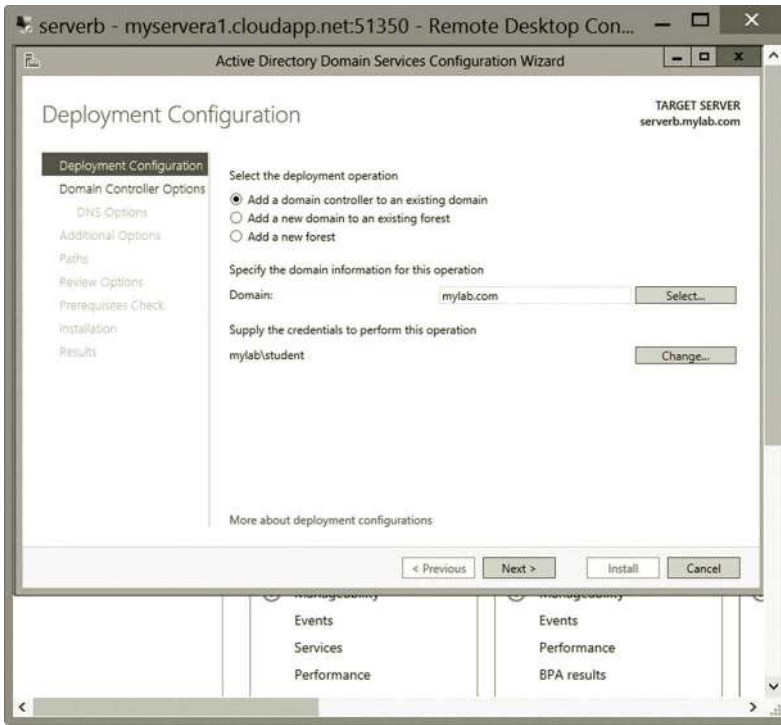 serverb - myservera1.cloudapp.net:51350 - Remote Desktop Con...
Active Directory Domain Services Configuration Wizard
Deployment Configuration
TARGET SERVER
serverb.mylab.com
Deployment Configuration
Domain Controller Options
DNS Options
Additional Options
Paths
Review Options
Prerequisites Check
Installation
Results
Select the deployment operation
Add a domain controller to an existing domain
Add a new domain to an existing forest
Add a new forest
Specify the domain information for this operation
Domain:
mylab.com
Select...
Supply the credentials to perform this operation
mylab\student
Change...
More about deployment configurations
< Previous
Next >
Install
Cancel
Manageability
Events
Services
Performance
Manageability
Events
Performance
BPA results